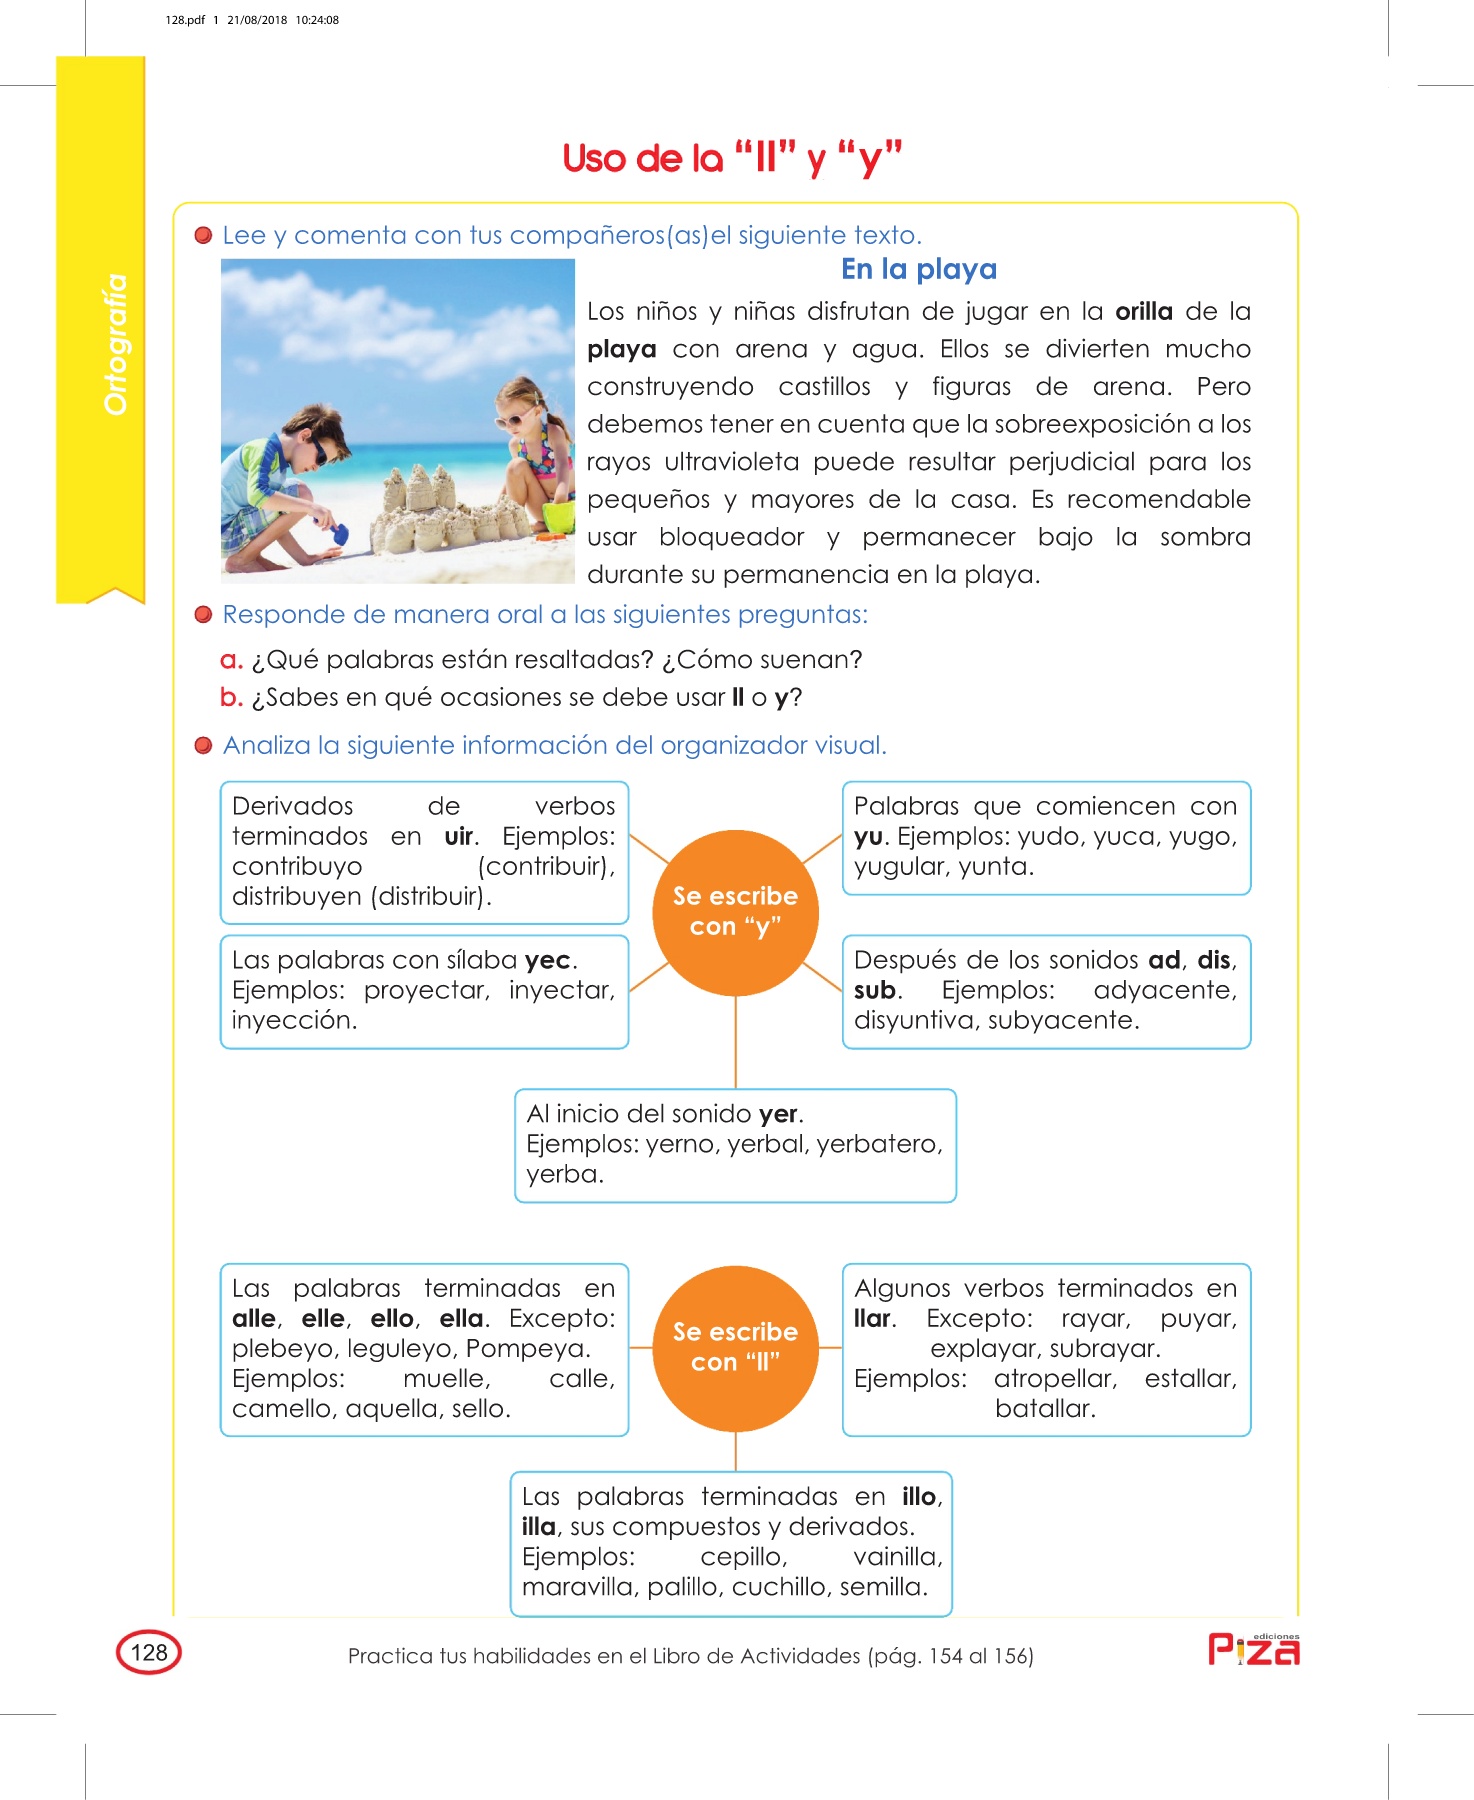 128.pdf 1 21/08/2018 10:24:08
Ortografía
Uso de la “ll” y “y”
Lee y comenta con tus compañeros(as)el siguiente texto.
En la playa
Los niños y niñas disfrutan de jugar en la orilla de la
playa con arena y agua. Ellos se divierten mucho
construyendo castillos y figuras de arena. Pero
debemos tener en cuenta que la sobreexposición a los
rayos ultravioleta puede resultar perjudicial para los
pequeños y mayores de la casa. Es recomendable
usar bloqueador y permanecer bajo la sombra
durante su permanencia en la playa.
Responde de manera oral a las siguientes preguntas:
a. ¿Qué palabras están resaltadas? ¿Cómo suenan?
b. ¿Sabes en qué ocasiones se debe usar ll o y?
Analiza la siguiente información del organizador visual.
Derivados de verbos
terminados en uir. Ejemplos:
contribuyo (contribuir),
distribuyen (distribuir).
Palabras que comiencen con
yu. Ejemplos: yudo, yuca, yugo,
yugular, yunta.
Se escribe
con “y”
Las palabras con sílaba yec.
Ejemplos: proyectar, inyectar,
inyección.
Después de los sonidos ad, dis,
sub. Ejemplos: adyacente,
disyuntiva, subyacente.
Al inicio del sonido yer.
Ejemplos: yerno, yerbal, yerbatero,
yerba.
Las palabras terminadas en
alle, elle, ello, ella. Excepto:
plebeyo, leguleyo, Pompeya.
Ejemplos: muelle, calle,
camello, aquella, sello.
Se escribe
con “ll”
Algunos verbos terminados en
llar. Excepto: rayar, puyar,
explayar, subrayar.
Ejemplos: atropellar, estallar,
batallar.
Las palabras terminadas en illo,
illa, sus compuestos y derivados.
Ejemplos: cepillo, vainilla,
maravilla, palillo, cuchillo, semilla.
128
Practica tus habilidades en el Libro de Actividades (pág. 154 al 156)
ediciones
Piza